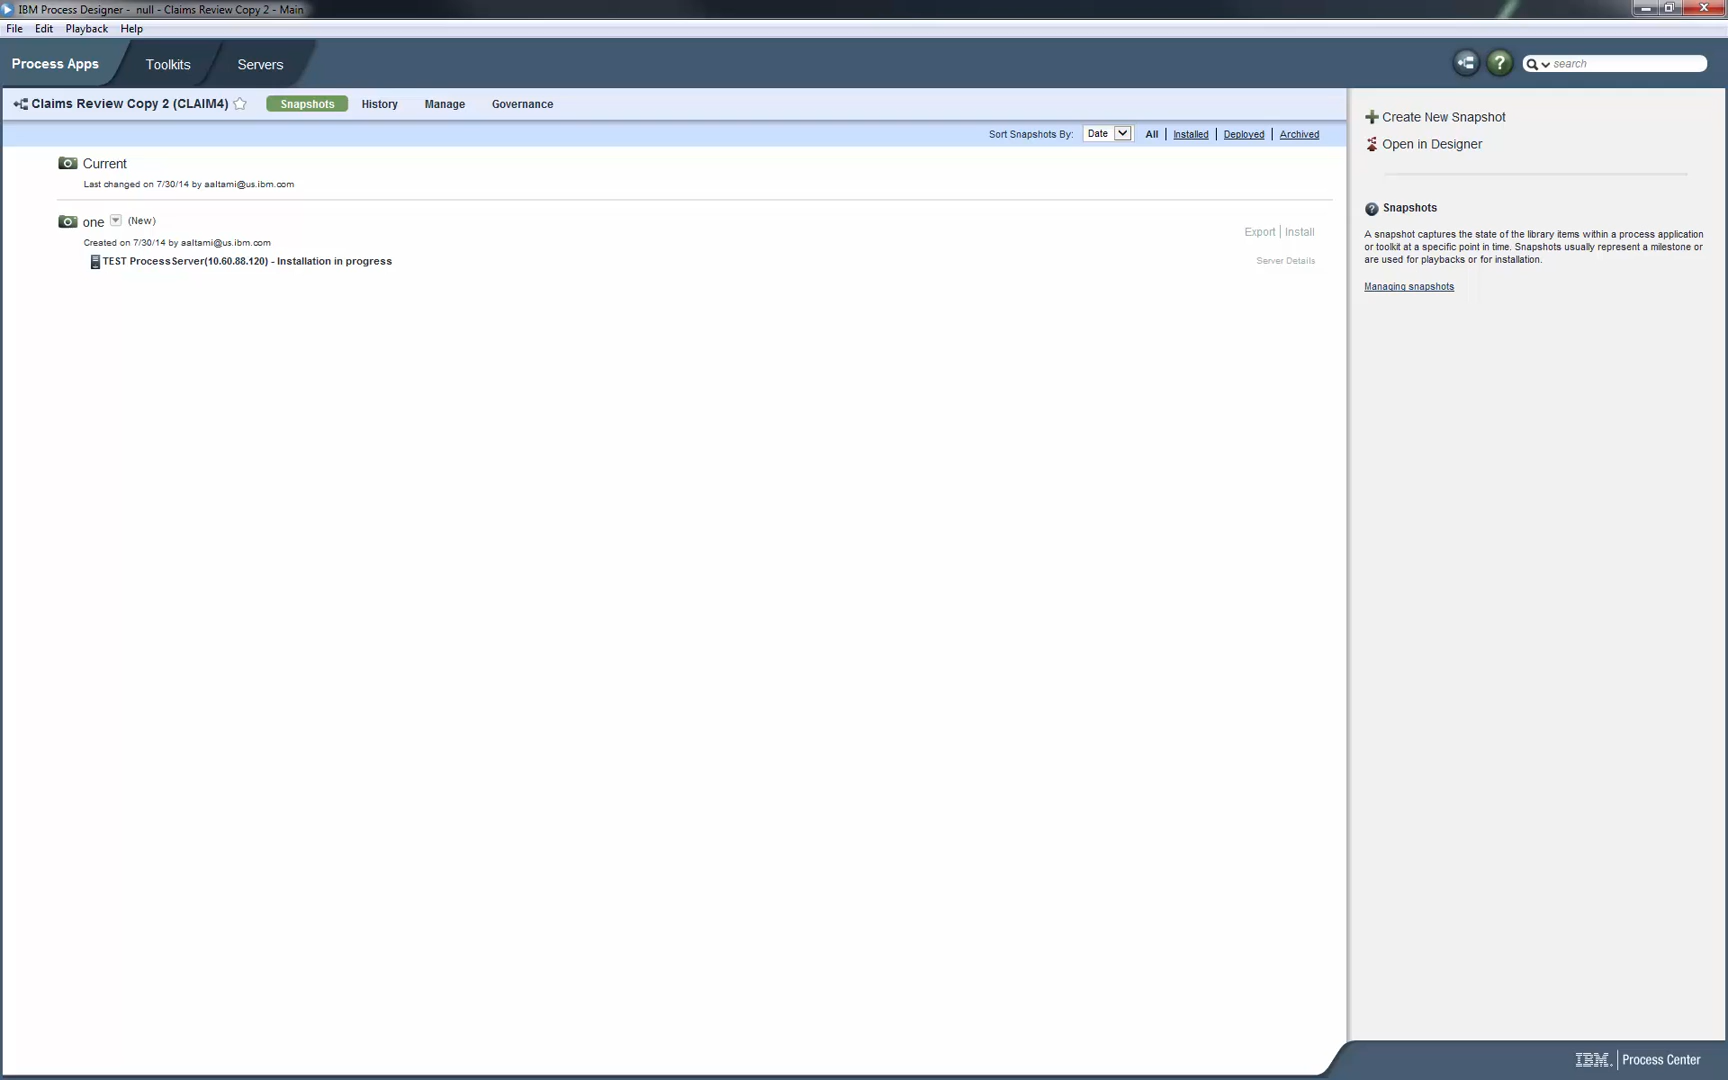 IBM Process Designer - null - Claims Review Copy 2 - Main
File Edit Playback Help
Process Apps Toolkits Servers
search
Claims Review Copy 2 (CLAIM4) Snapshots History Manage Governance
Sort Snapshots By: Date All | Installed | Deployed | Archived
Current
Last changed on 7/30/14 by aaltami@us.ibm.com
one (New)
Export | Install
Created on 7/30/14 by aaltami@us.ibm.com
TEST ProcessServer(10.60.88.120) - Installation in progress
Server Details
Create New Snapshot
Open in Designer
Snapshots
A snapshot captures the state of the library items within a process application
or toolkit at a specific point in time. Snapshots usually represent a milestone or
are used for playbacks or for installation.
Managing snapshots
IBM. | Process Center